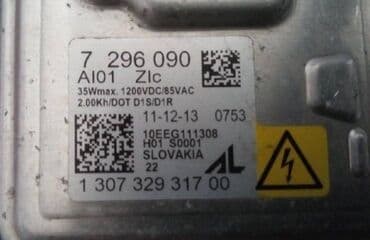 7 296 090
AI01 Zlc
35Wmax. 1200VDC/85VAC
2.00Kh/DOT D1S/D1R
11-12-13 0753
10EEG111308
H01 S0001
SLOVAKIA
22 AL
1 307 329 317 00